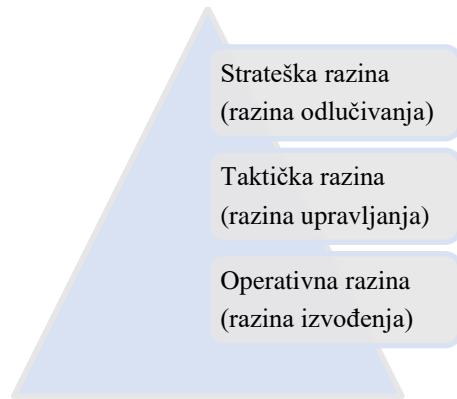 Strateška razina
(razina odlučivanja)
Taktička razina
(razina upravljanja)
Operativna razina
(razina izvođenja)